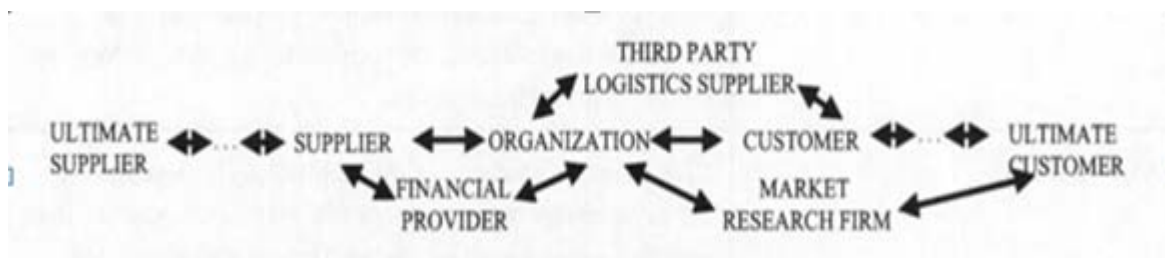 THIRD PARTY
LOGISTICS SUPPLIER
ULTIMATE
SUPPLIER
...
SUPPLIER
ORGANIZATION
CUSTOMER
...
ULTIMATE
CUSTOMER
FINANCIAL
PROVIDER
MARKET
RESEARCH FIRM